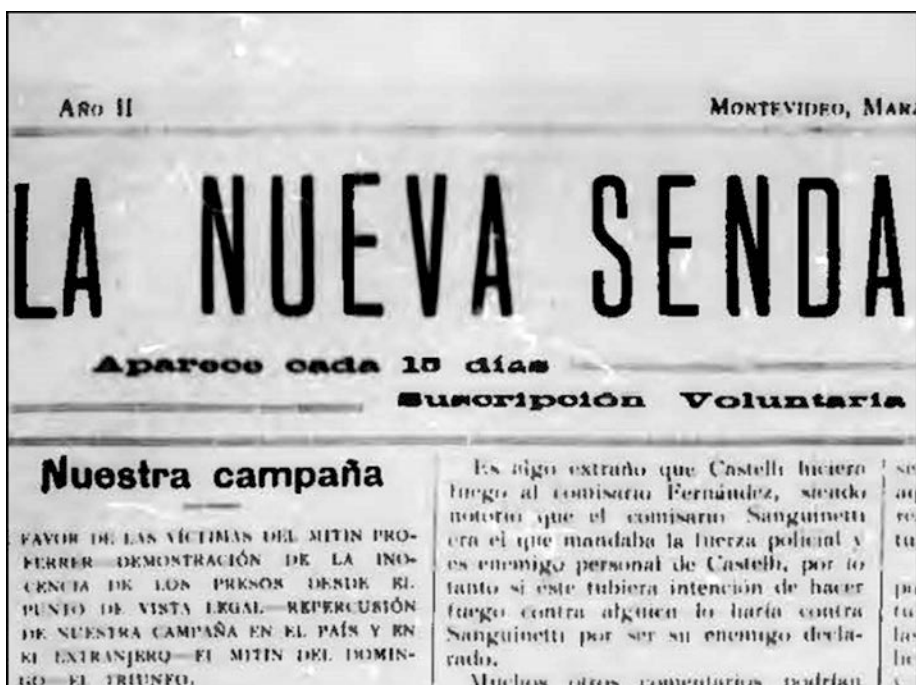 AÑO II
MONTEVIDEO, MAR
LA NUEVA SENDA
Aparece cada 15 días
Suscripción Voluntaria
Nuestra campaña
FAVOR DE LAS VÍCTIMAS DEL MITIN PRO-
FERRER—DEMOSTRACIÓN DE LA INO-
CENCIA DE LOS PRESOS DESDE EL
PUNTO DE VISTA LEGAL—REPERCUSIÓN
DE NUESTRA CAMPAÑA EN EL PAÍS Y EN
EL EXTRANJERO—EL MITIN DEL DOMIN-
GO—EL TRIUNFO.
Es algo extraño que Castelli hiciera
fuego al comisario Fernández, siendo
notorio que el comisario Sanguinetti
era el que mandaba la fuerza policial y
es enemigo personal de Castelli, por lo
tanto si este tubiera intención de hacer
fuego contra alguien lo haría contra
Sanguinetti por ser su enemigo decla-
rado.
Muchos otros comentarios podrían